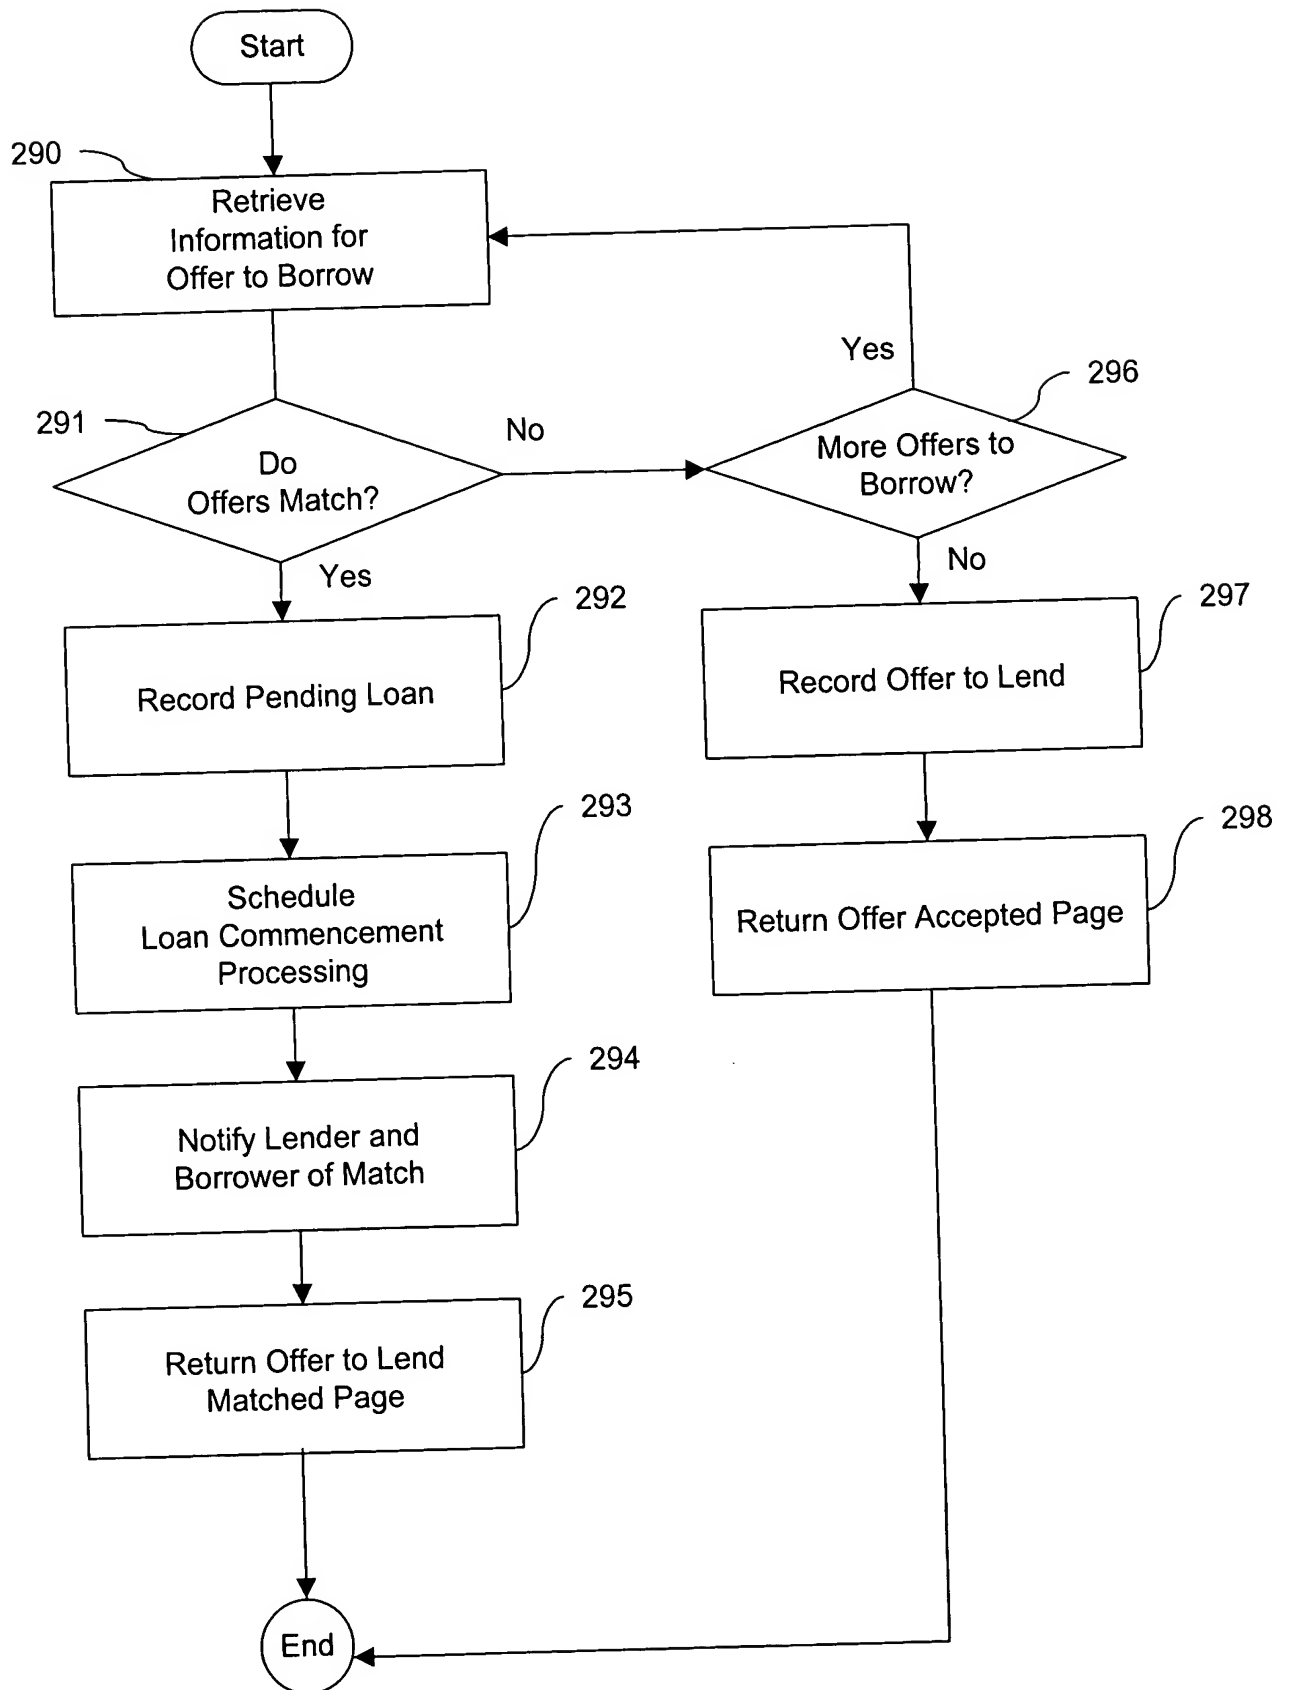 Start
290
Retrieve
Information for
Offer to Borrow
Yes
296
291
No
Do
Offers Match?
More Offers to
Borrow?
Yes
No
292
297
Record Pending Loan
Record Offer to Lend
293
298
Schedule
Loan Commencement
Processing
Return Offer Accepted Page
294
Notify Lender and
Borrower of Match
295
Return Offer to Lend
Matched Page
End